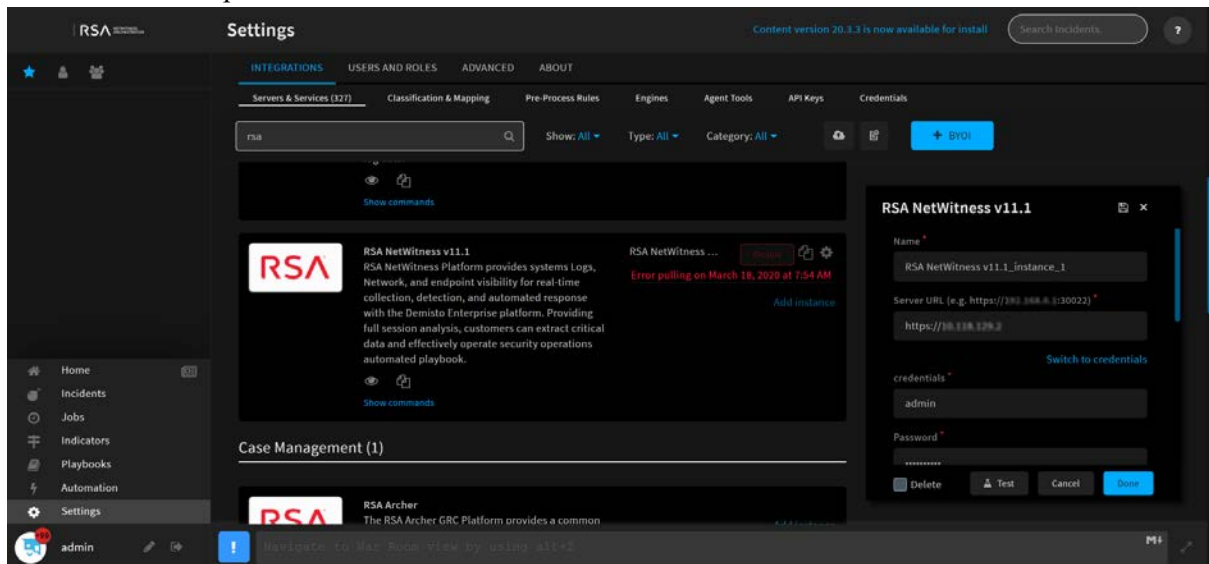 RSA
Settings
Content version 20.3.3 is now available for install
Search Incidents.
?
INTEGRATIONS USERS AND ROLES ADVANCED ABOUT
Servers & Services (327) Classification & Mapping Pre-Process Rules Engines Agent Tools API Keys Credentials
rsa
Show: All
Type: All
Category: All
+ BYOI
Show commands
RSA
RSA NetWitness v11.1
RSA NetWitness Platform provides systems Logs,
Network, and endpoint visibility for real-time
collection, detection, and automated response
with the Demisto Enterprise platform. Providing
full session analysis, customers can extract critical
data and effectively operate security operations
automated playbook.
Show commands
RSA NetWitness ...
Error pulling on March 18, 2020 at 7:54 AM
Add instance
Case Management (1)
RSA
RSA Archer
The RSA Archer GRC Platform provides a common
Add instance
RSA NetWitness v11.1
Name *
RSA NetWitness v11.1_instance_1
Server URL (e.g. https:// :30022) *
https://
Switch to credentials
credentials *
admin
Password *
Delete
Test
Cancel
Done
Home
Incidents
Jobs
Indicators
Playbooks
Automation
Settings
admin
!
Navigate to War Room view by using alt+2
M↓